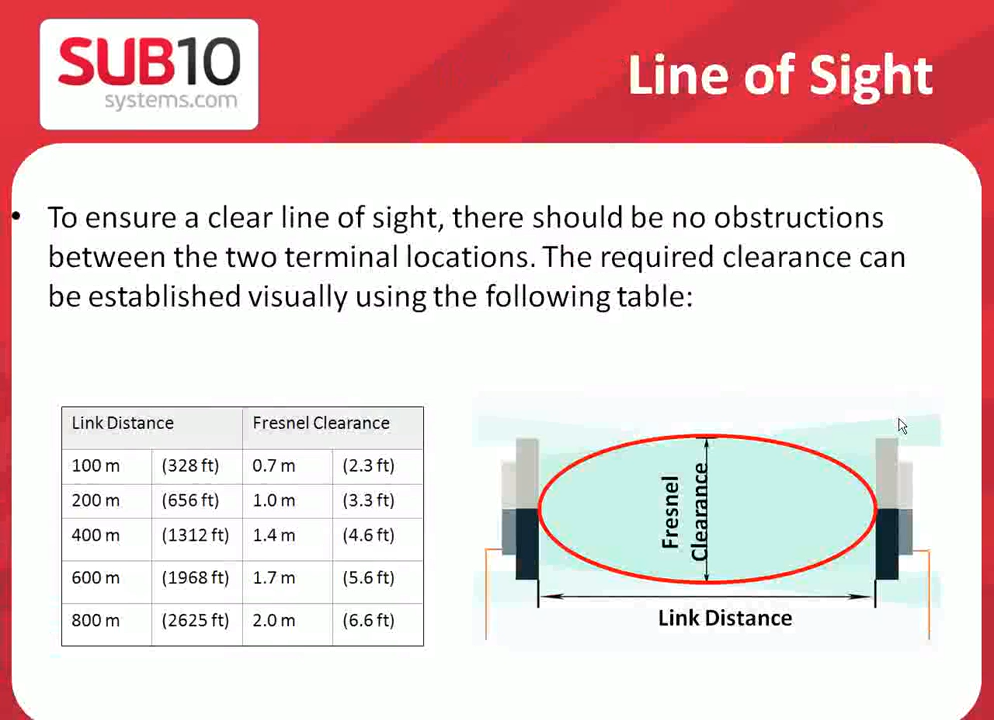 SUB10
systems.com
Line of Sight
• To ensure a clear line of sight, there should be no obstructions
between the two terminal locations. The required clearance can
be established visually using the following table:
Link Distance Fresnel Clearance
100 m (328 ft) 0.7 m (2.3 ft)
200 m (656 ft) 1.0 m (3.3 ft)
400 m (1312 ft) 1.4 m (4.6 ft)
600 m (1968 ft) 1.7 m (5.6 ft)
800 m (2625 ft) 2.0 m (6.6 ft)
Fresnel
Clearance
Link Distance